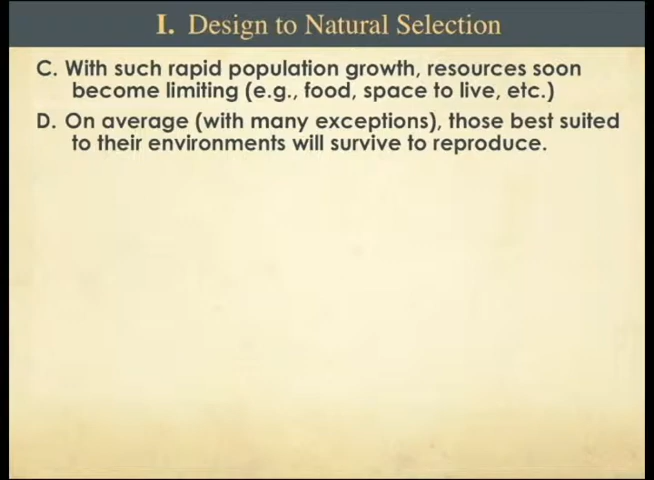 I. Design to Natural Selection
C. With such rapid population growth, resources soon
become limiting (e.g., food, space to live, etc.)
D. On average (with many exceptions), those best suited
to their environments will survive to reproduce.